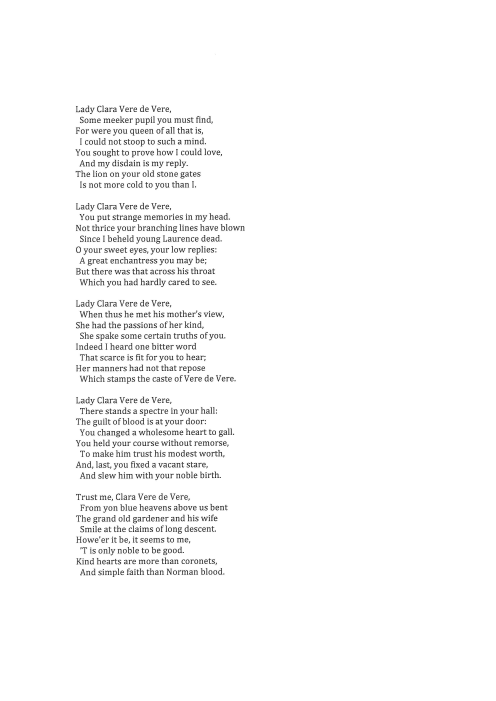 Lady Clara Vere de Vere,
Some meeker pupil you must find,
For were you queen of all that is,
I could not stoop to such a mind.
You sought to prove how I could love,
And my disdain is my reply.
The lion on your old stone gates
Is not more cold to you than I.

Lady Clara Vere de Vere,
You put strange memories in my head.
Not thrice your branching lines have blown
Since I beheld young Laurence dead.
O your sweet eyes, your low replies:
A great enchantress you may be;
But there was that across his throat
Which you had hardly cared to see.

Lady Clara Vere de Vere,
When thus he met his mother's view,
She had the passions of her kind,
She spake some certain truths of you.
Indeed I heard one bitter word
That scarce is fit for you to hear;
Her manners had not that repose
Which stamps the caste of Vere de Vere.

Lady Clara Vere de Vere,
There stands a spectre in your hall:
The guilt of blood is at your door:
You changed a wholesome heart to gall.
You held your course without remorse,
To make him trust his modest worth,
And, last, you fixed a vacant stare,
And slew him with your noble birth.

Trust me, Clara Vere de Vere,
From yon blue heavens above us bent
The grand old gardener and his wife
Smile at the claims of long descent.
Howe'er it be, it seems to me,
'T is only noble to be good.
Kind hearts are more than coronets,
And simple faith than Norman blood.